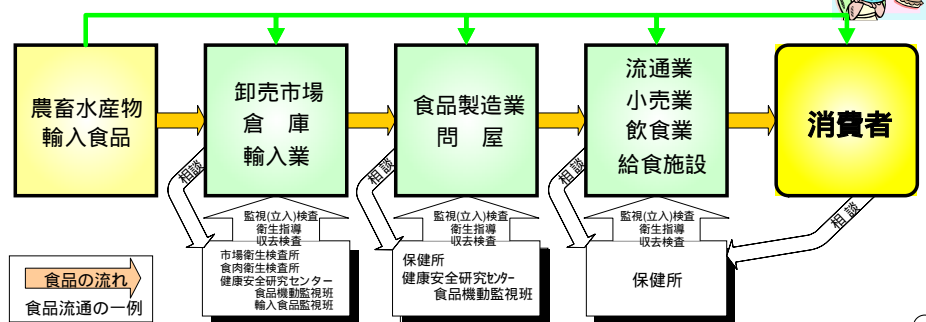 農畜水産物
輸入食品
卸売市場
倉　庫
輸入業
食品製造業
問　屋
流通業
小売業
飲食業
給食施設
消費者
相談
相談
相談
相談
監視(立入)検査
衛生指導
収去検査
市場衛生検査所
食肉衛生検査所
健康安全研究センター
食品機動監視班
輸入食品監視班
監視(立入)検査
衛生指導
収去検査
保健所
健康安全研究ｾﾝﾀｰ
食品機動監視班
監視(立入)検査
衛生指導
収去検査
保健所
食品の流れ
食品流通の一例